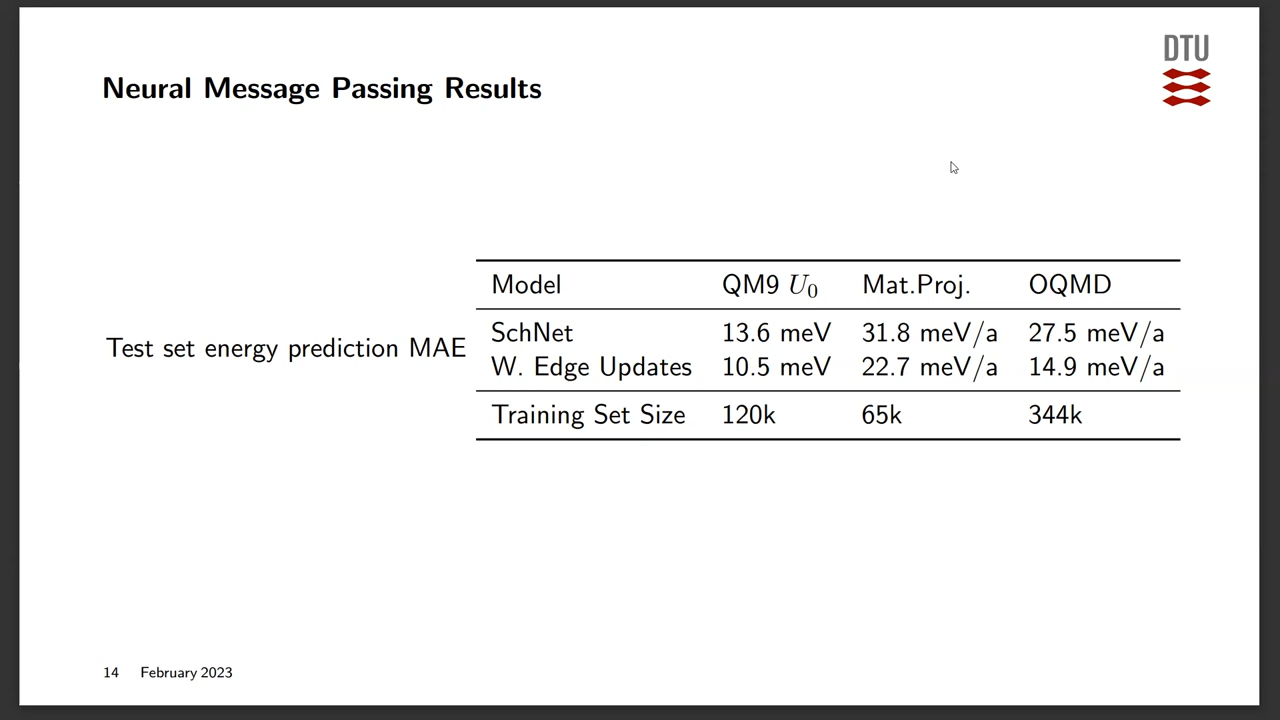 DTU
Neural Message Passing Results
Model QM9 U₀ Mat.Proj. OQMD
SchNet 13.6 meV 31.8 meV/a 27.5 meV/a
Test set energy prediction MAE
W. Edge Updates 10.5 meV 22.7 meV/a 14.9 meV/a
Training Set Size 120k 65k 344k
14 February 2023